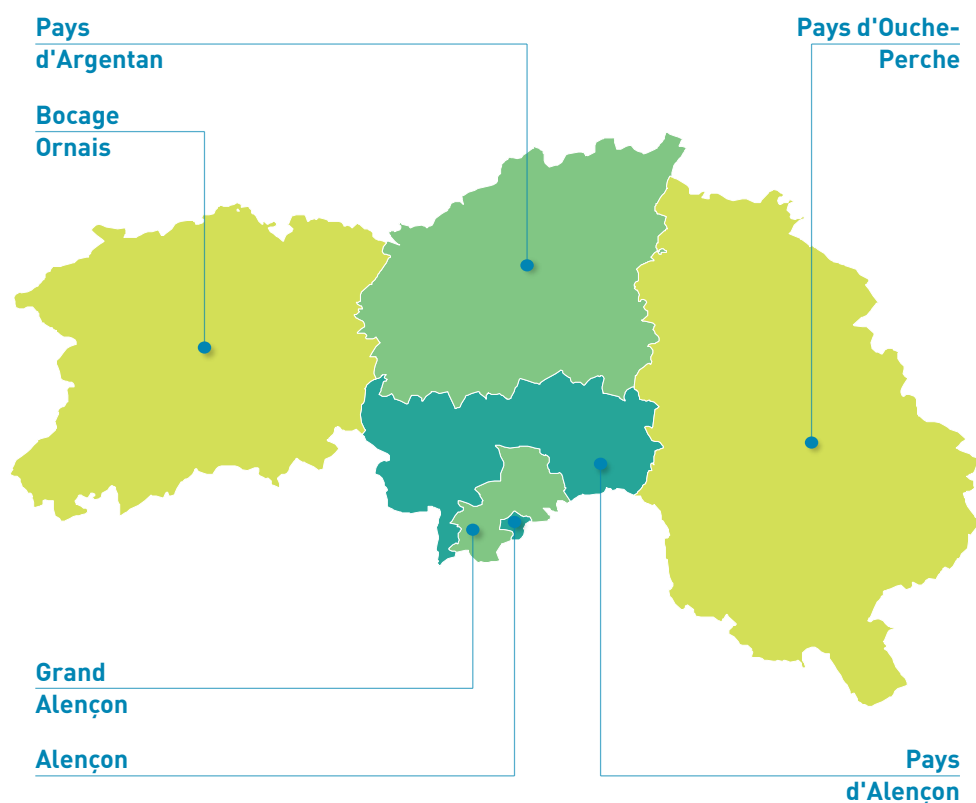 Pays
d'Argentan
Pays d'Ouche-
Perche
Bocage
Ornais
Grand
Alençon
Alençon
Pays
d'Alençon